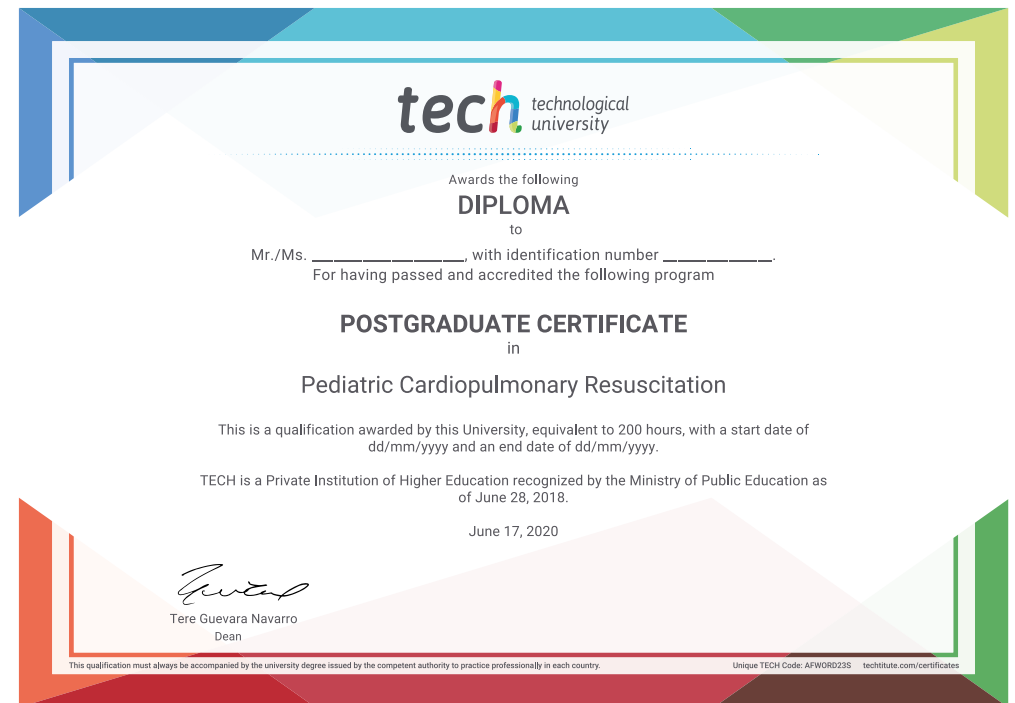 tech technological
university
Awards the following
DIPLOMA
to
Mr./Ms. __________________, with identification number _____________.
For having passed and accredited the following program
POSTGRADUATE CERTIFICATE
in
Pediatric Cardiopulmonary Resuscitation
This is a qualification awarded by this University, equivalent to 200 hours, with a start date of
dd/mm/yyyy and an end date of dd/mm/yyyy.
TECH is a Private Institution of Higher Education recognized by the Ministry of Public Education as
of June 28, 2018.
June 17, 2020
Tere Guevara Navarro
Dean
This qualification must always be accompanied by the university degree issued by the competent authority to practice professionally in each country.
Unique TECH Code: AFWORD23S techtitute.com/certificates